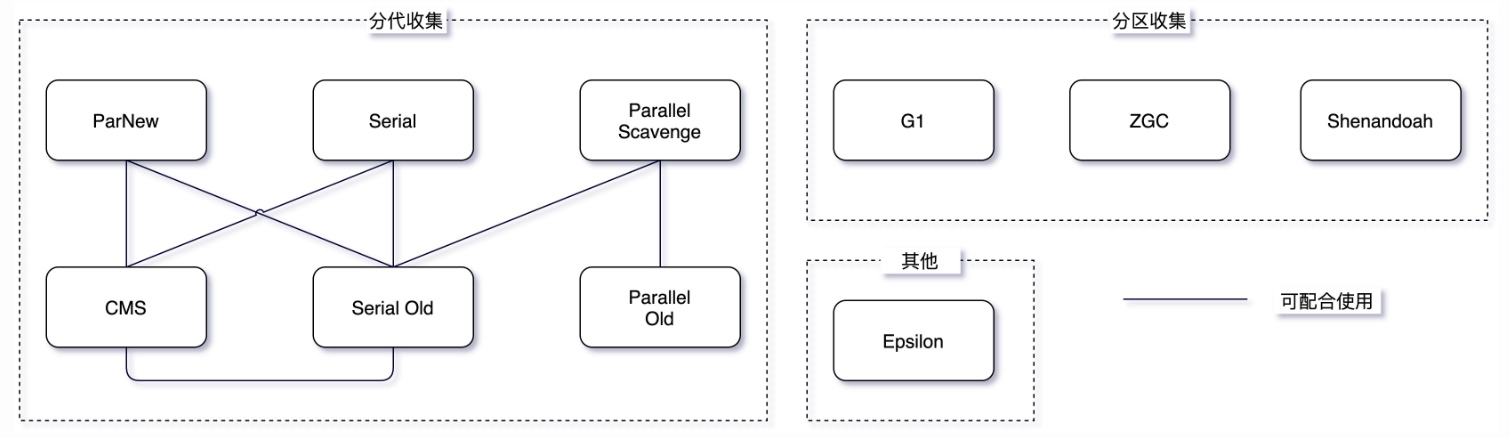 分代收集
ParNew
Serial
Parallel
Scavenge
CMS
Serial Old
Parallel
Old
分区收集
G1
ZGC
Shenandoah
其他
Epsilon
可配合使用